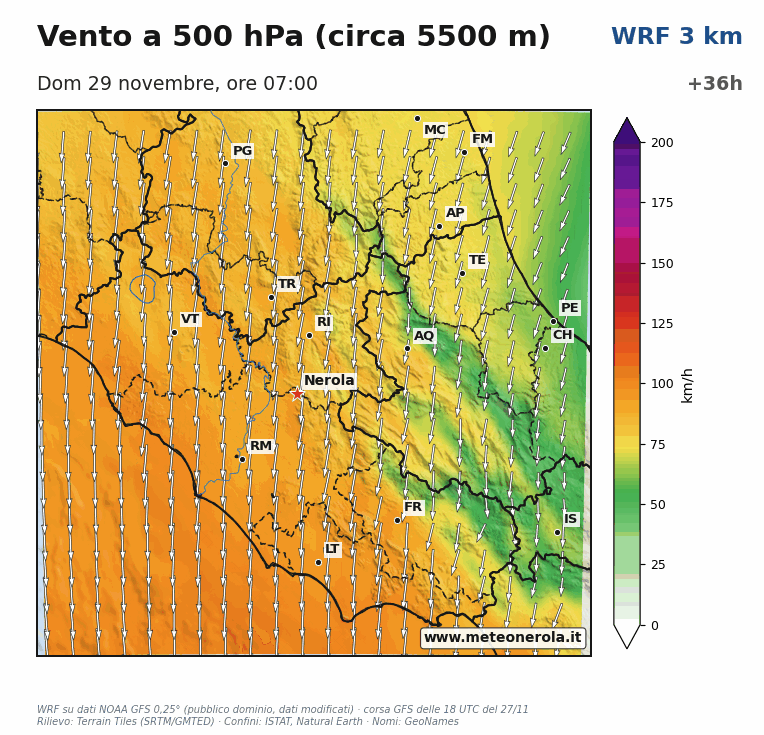 Vento a 500 hPa (circa 5500 m)
WRF 3 km
Dom 29 novembre, ore 07:00
+36h
MC
FM
PG
AP
TE
TR
PE
VT
RI
AQ
CH
Nerola
RM
FR
IS
LT
www.meteonerola.it
200
175
150
125
100
75
50
25
0
km/h
WRF su dati NOAA GFS 0,25° (pubblico dominio, dati modificati) · corsa GFS delle 18 UTC del 27/11
Rilievo: Terrain Tiles (SRTM/GMTED) · Confini: ISTAT, Natural Earth · Nomi: GeoNames